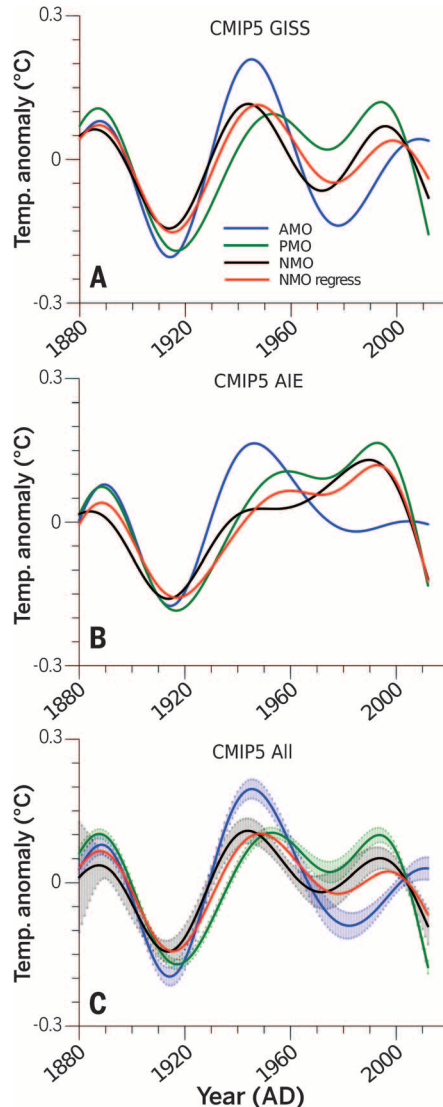 CMIP5 GISS
0.3
Temp. anomaly (°C)
0
AMO
PMO
NMO
NMO regress
A
-0.3
1880
1920
1960
2000
0.3
CMIP5 AIE
Temp. anomaly (°C)
0
B
-0.3
1880
1920
1960
2000
0.3
CMIP5 All
Temp. anomaly (°C)
0
C
-0.3
1880
1920
1960
2000
Year (AD)